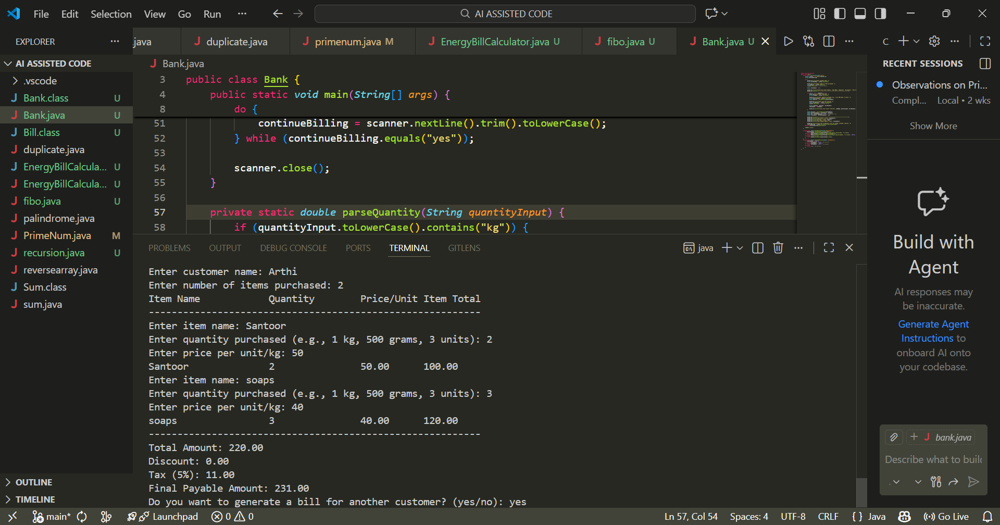 File Edit Selection View Go Run ··· AI ASSISTED CODE
EXPLORER ···
AI ASSISTED CODE
.vscode
J Bank.class U
J Bank.java U
J Bill.class U
J duplicate.java
J EnergyBillCalcula... U
J EnergyBillCalcula... U
J fibo.java U
J palindrome.java
J PrimeNum.java M
J recursion.java U
J reversearray.java
J Sum.class
J sum.java
OUTLINE
TIMELINE
.java J duplicate.java J primenum.java M J EnergyBillCalculator.java U J fibo.java U J Bank.java U
J Bank.java
3 public class Bank {
4 public static void main(String[] args) {
8 do {
51 continueBilling = scanner.nextLine().trim().toLowerCase();
52 } while (continueBilling.equals("yes"));
53
54 scanner.close();
55 }
56
57 private static double parseQuantity(String quantityInput) {
58 if (quantityInput.toLowerCase().contains("kg")) {
PROBLEMS OUTPUT DEBUG CONSOLE PORTS TERMINAL GITLENS java
Enter customer name: Arthi
Enter number of items purchased: 2
Item Name Quantity Price/Unit Item Total
----------------------------------------------------------
Enter item name: Santoor
Enter quantity purchased (e.g., 1 kg, 500 grams, 3 units): 2
Enter price per unit/kg: 50
Santoor 2 50.00 100.00
Enter item name: soaps
Enter quantity purchased (e.g., 1 kg, 500 grams, 3 units): 3
Enter price per unit/kg: 40
soaps 3 40.00 120.00
----------------------------------------------------------
Total Amount: 220.00
Discount: 0.00
Tax (5%): 11.00
Final Payable Amount: 231.00
Do you want to generate a bill for another customer? (yes/no): yes
C
RECENT SESSIONS
Observations on Pri...
Compl... Local • 2 wks
Show More
Build with
Agent
AI responses may
be inaccurate.
Generate Agent
Instructions to
onboard AI onto
your codebase.
J bank.java
Describe what to buil
main* Launchpad 0 0 Ln 57, Col 54 Spaces: 4 UTF-8 CRLF { } Java Go Live